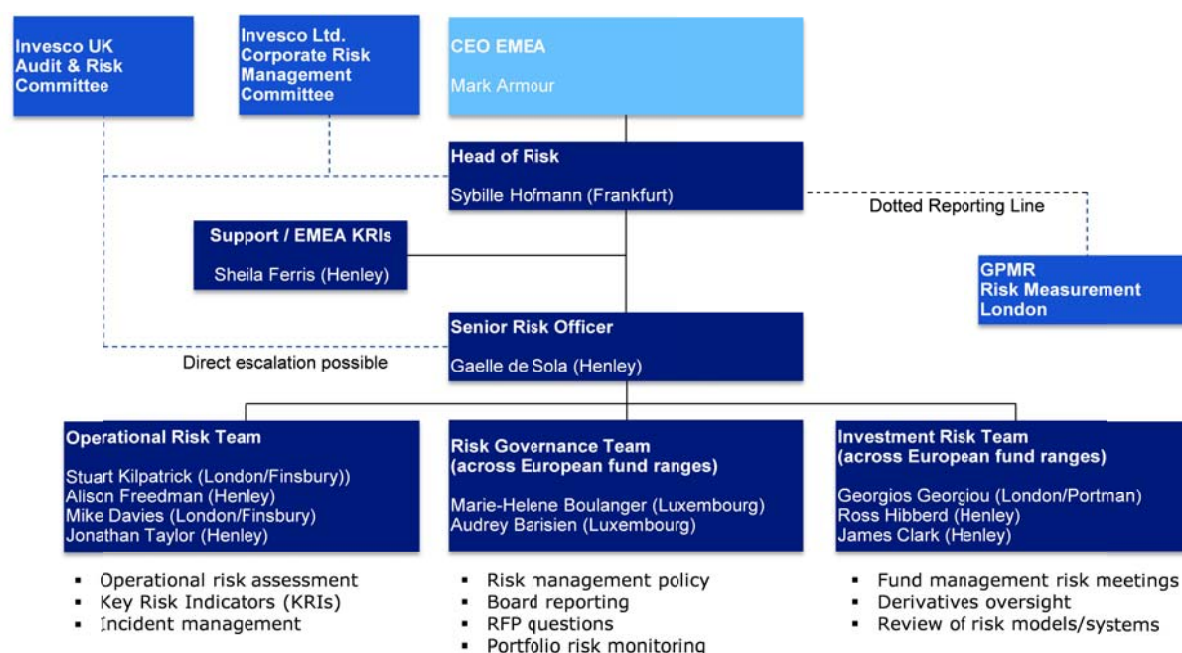 Invesco UK
Audit & Risk
Committee
Invesco Ltd.
Corporate Risk
Management
Committee
CEO EMEA
Mark Armour
Head of Risk
Sybille Hofmann (Frankfurt)
Dotted Reporting Line
Support / EMEA KRIs
Sheila Ferris (Henley)
GPMR
Risk Measurement
London
Senior Risk Officer
Gaelle de Sola (Henley)
Direct escalation possible
Operational Risk Team
Stuart Kilpatrick (London/Finsbury))
Alison Freedman (Henley)
Mike Davies (London/Finsbury)
Jonathan Taylor (Henley)
▪ Operational risk assessment
▪ Key Risk Indicators (KRIs)
▪ Incident management
Risk Governance Team
(across European fund ranges)
Marie-Helene Boulanger (Luxembourg)
Audrey Barisien (Luxembourg)
▪ Risk management policy
▪ Board reporting
▪ RFP questions
▪ Portfolio risk monitoring
Investment Risk Team
(across European fund ranges)
Georgios Georgiou (London/Portman)
Ross Hibberd (Henley)
James Clark (Henley)
▪ Fund management risk meetings
▪ Derivatives oversight
▪ Review of risk models/systems